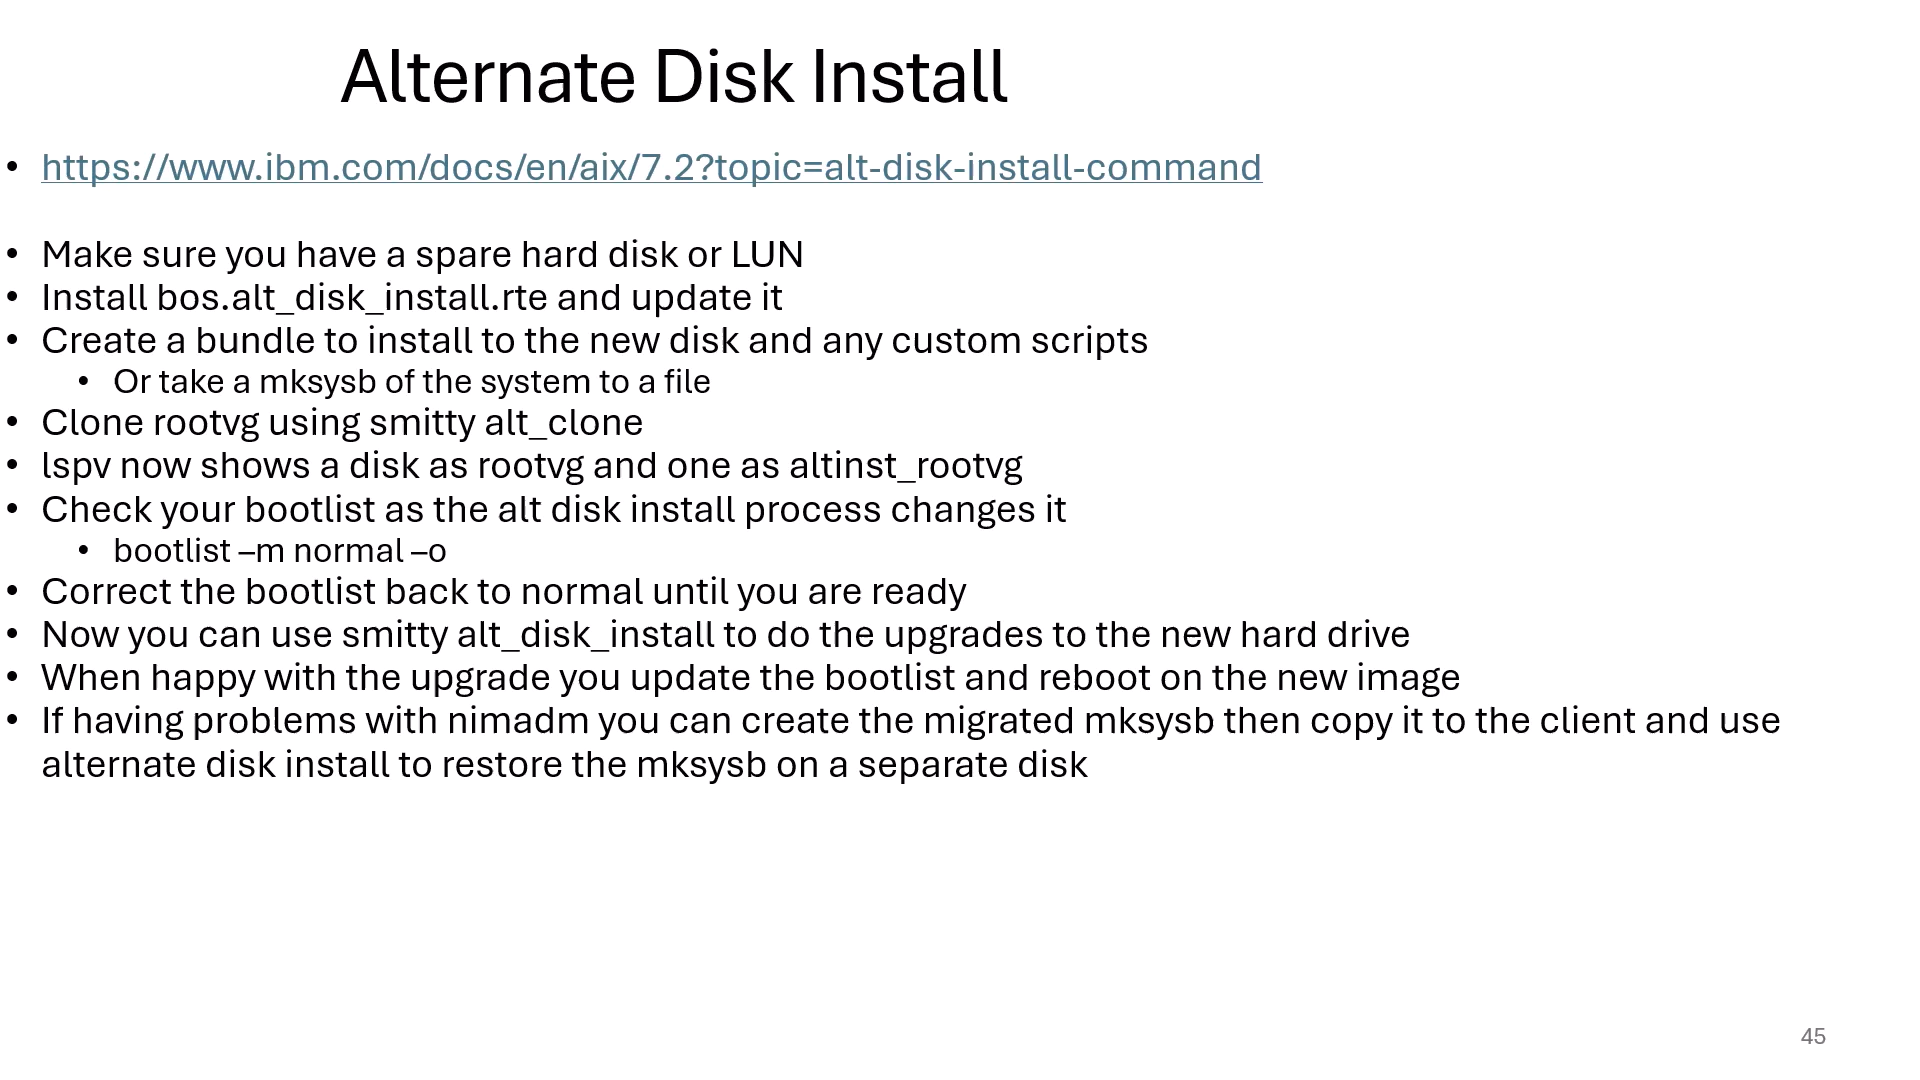 Alternate Disk Install
• https://www.ibm.com/docs/en/aix/7.2?topic=alt-disk-install-command
• Make sure you have a spare hard disk or LUN
• Install bos.alt_disk_install.rte and update it
• Create a bundle to install to the new disk and any custom scripts
• Or take a mksysb of the system to a file
• Clone rootvg using smitty alt_clone
• lspv now shows a disk as rootvg and one as altinst_rootvg
• Check your bootlist as the alt disk install process changes it
• bootlist –m normal –o
• Correct the bootlist back to normal until you are ready
• Now you can use smitty alt_disk_install to do the upgrades to the new hard drive
• When happy with the upgrade you update the bootlist and reboot on the new image
• If having problems with nimadm you can create the migrated mksysb then copy it to the client and use
alternate disk install to restore the mksysb on a separate disk
45